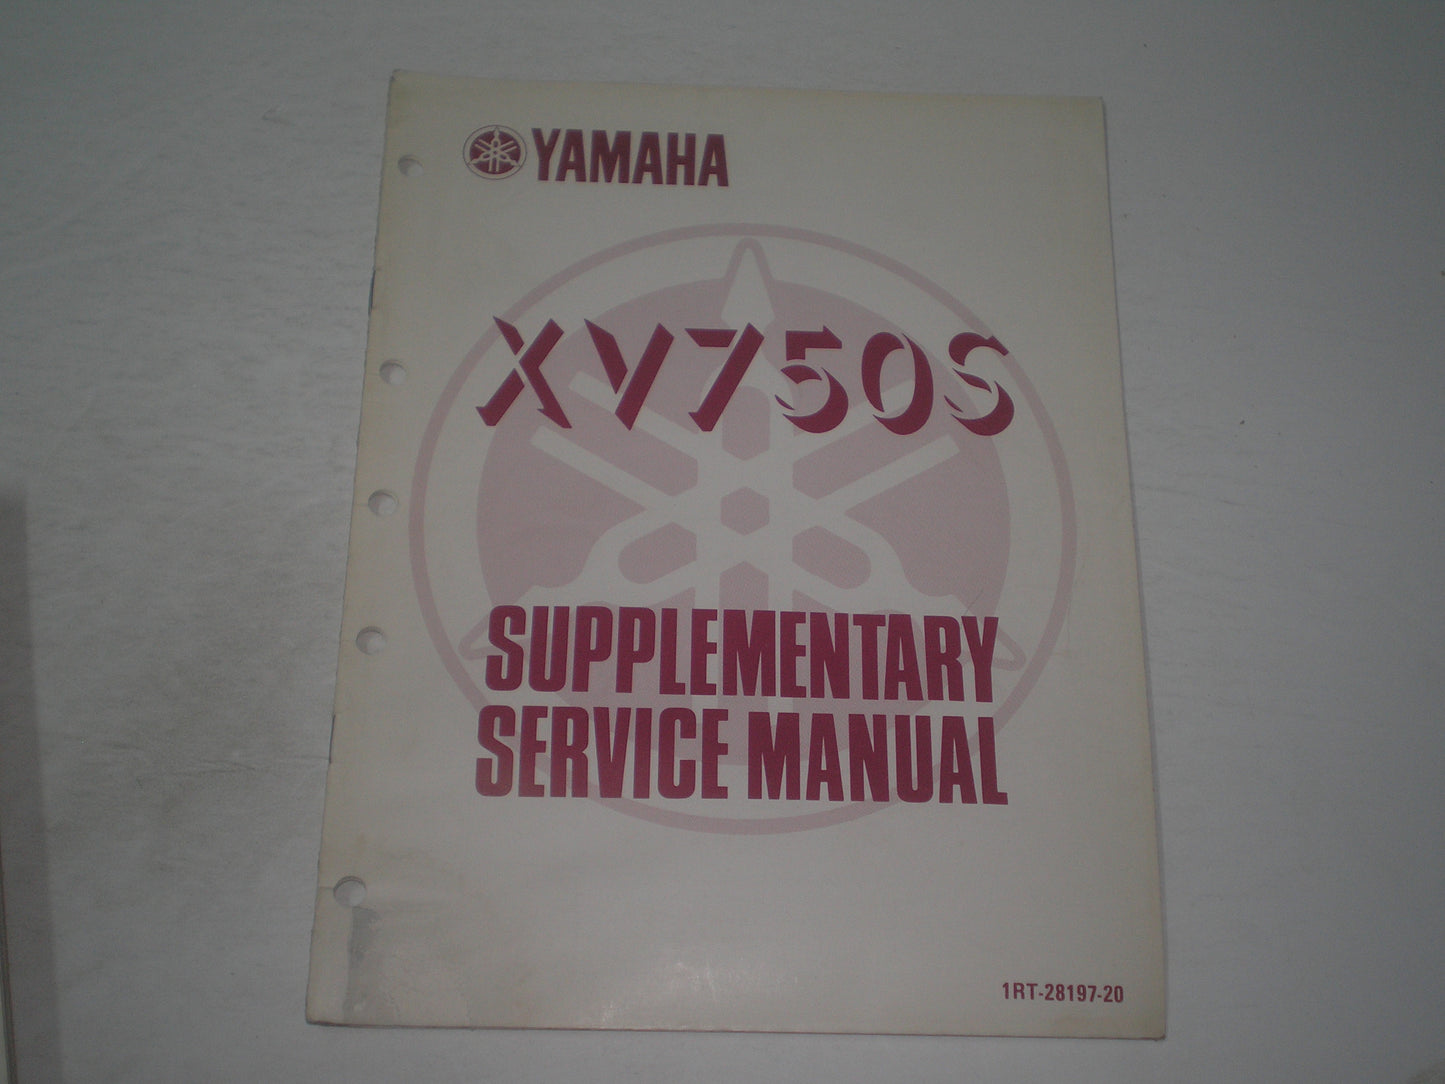 YAMAHA
XV750S
SUPPLEMENTARY
SERVICE MANUAL
1RT-28197-20